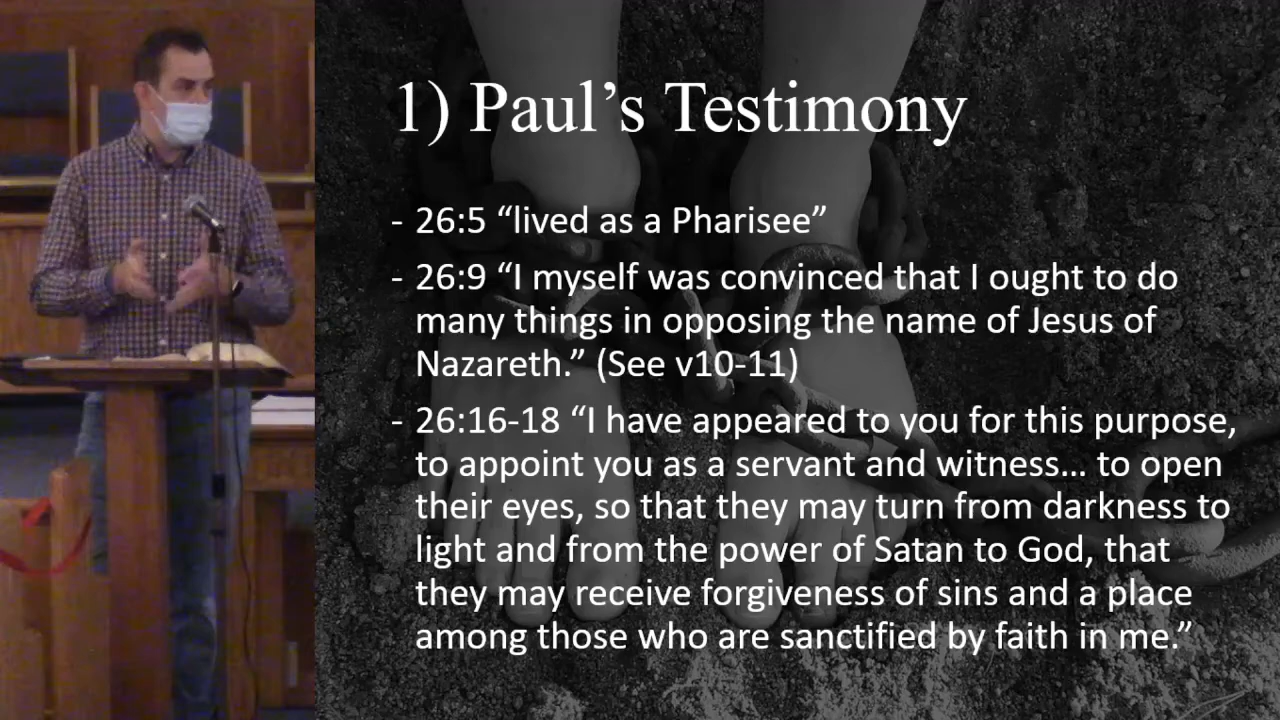 1) Paul’s Testimony
- 26:5 “lived as a Pharisee”
- 26:9 “I myself was convinced that I ought to do
many things in opposing the name of Jesus of
Nazareth.” (See v10-11)
- 26:16-18 “I have appeared to you for this purpose,
to appoint you as a servant and witness... to open
their eyes, so that they may turn from darkness to
light and from the power of Satan to God, that
they may receive forgiveness of sins and a place
among those who are sanctified by faith in me.”